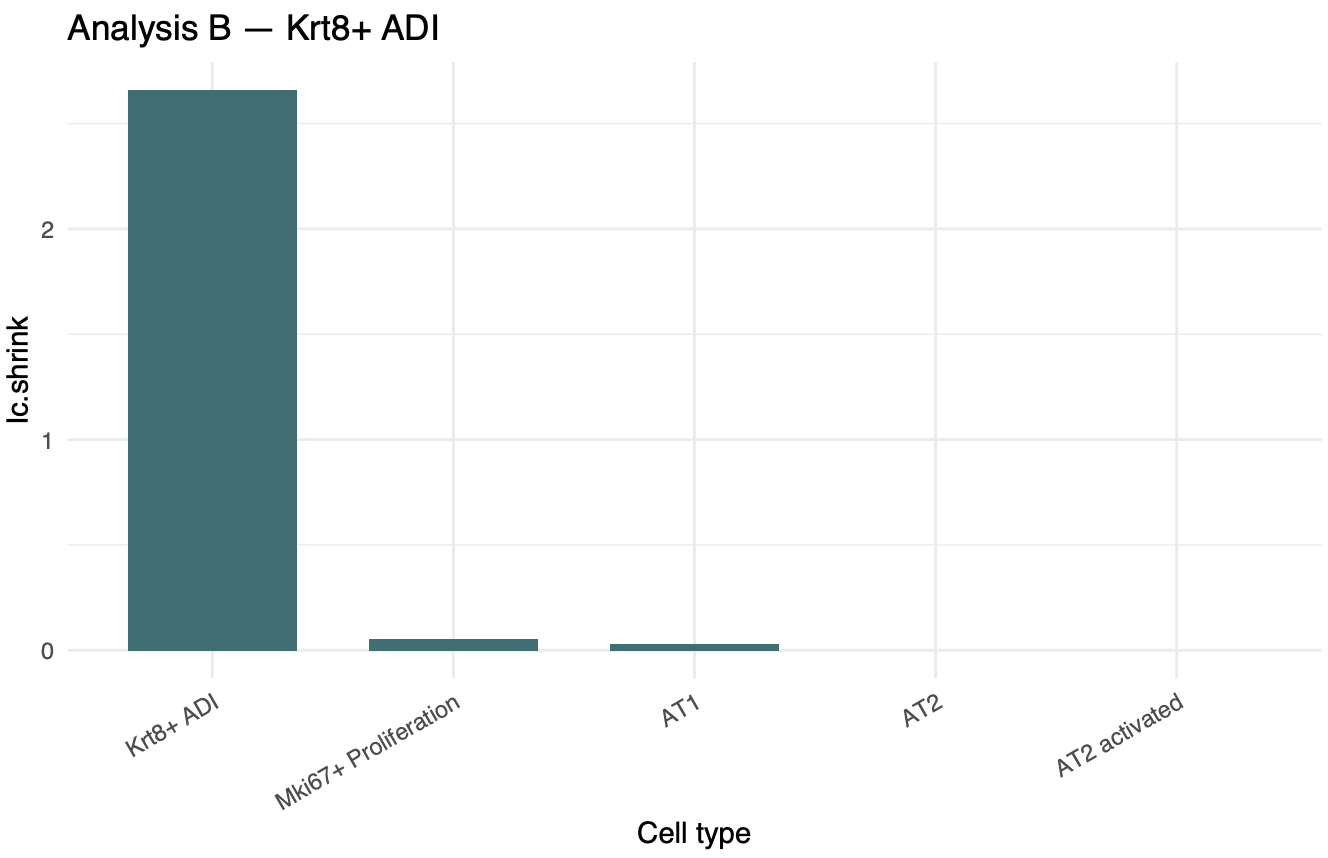 Analysis B — Krt8+ ADI
lc.shrink
2
1
0
Krt8+ ADI
Mki67+ Proliferation
AT1
AT2
AT2 activated
Cell type